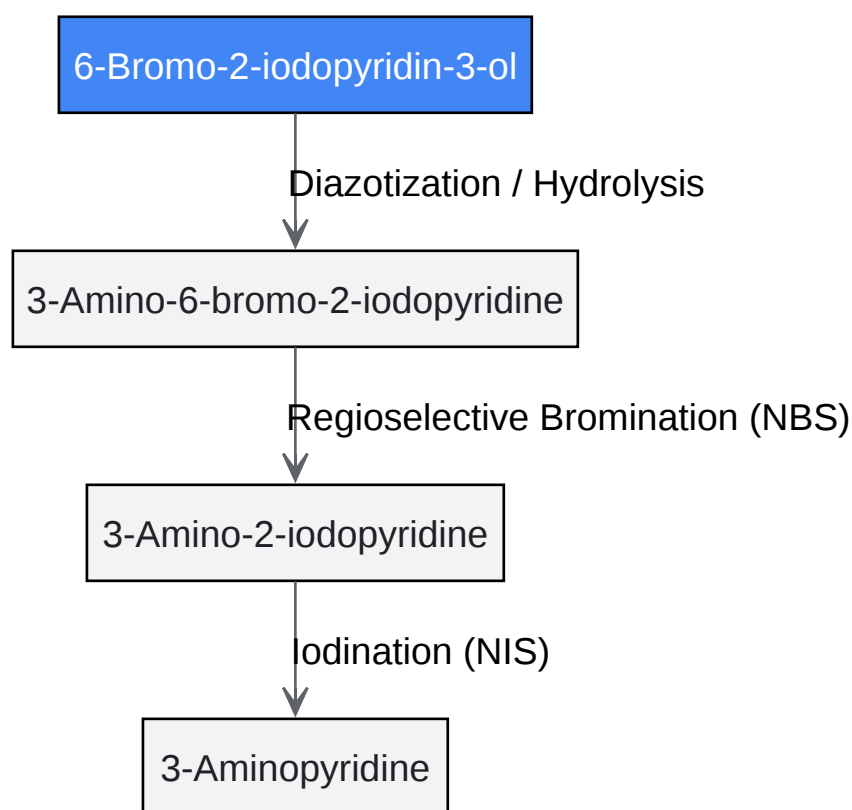 6-Bromo-2-iodopyridin-3-ol
Diazotization / Hydrolysis
3-Amino-6-bromo-2-iodopyridine
Regioselective Bromination (NBS)
3-Amino-2-iodopyridine
Iodination (NIS)
3-Aminopyridine